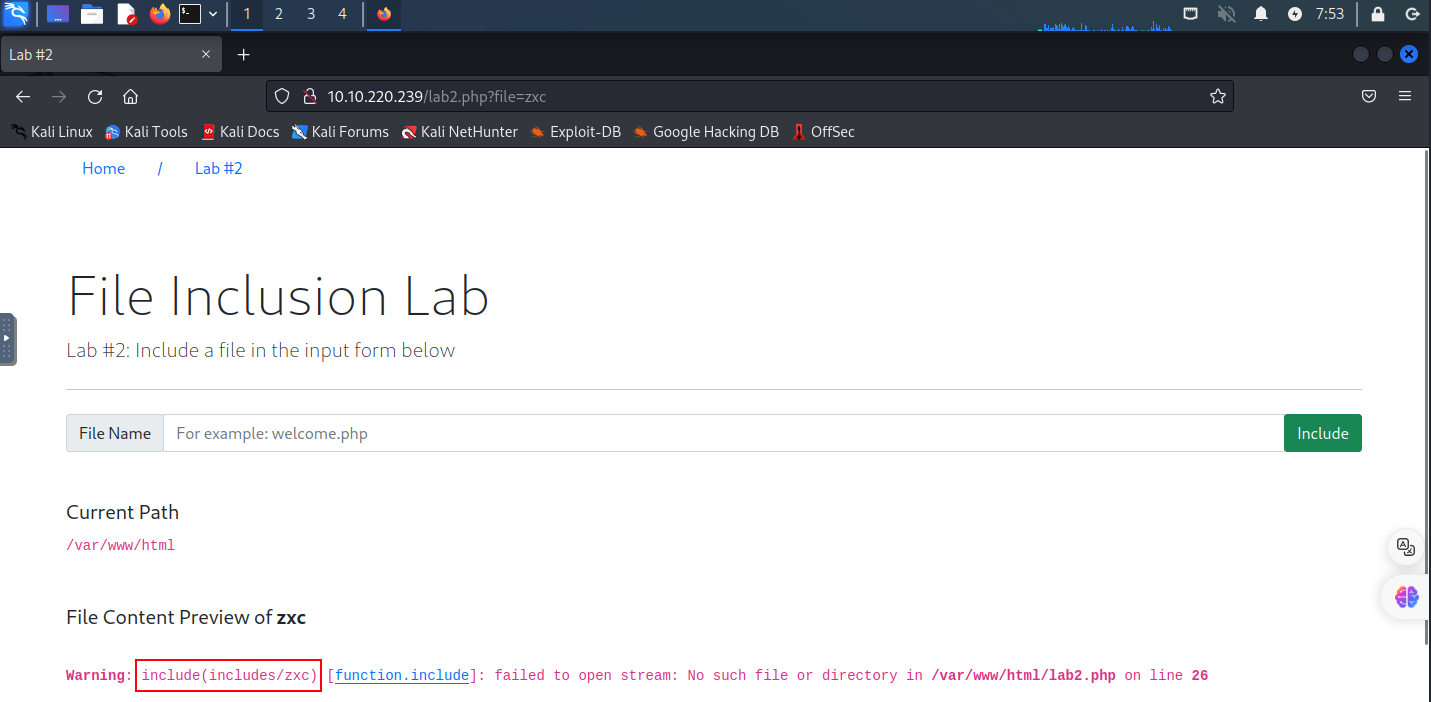 1 2 3 4 7:53
Lab #2
10.10.220.239/lab2.php?file=zxc
Kali Linux Kali Tools Kali Docs Kali Forums Kali NetHunter Exploit-DB Google Hacking DB OffSec
Home / Lab #2
File Inclusion Lab
Lab #2: Include a file in the input form below
File Name For example: welcome.php Include
Current Path
/var/www/html
File Content Preview of zxc
Warning: include(includes/zxc) [function.include]: failed to open stream: No such file or directory in /var/www/html/lab2.php on line 26